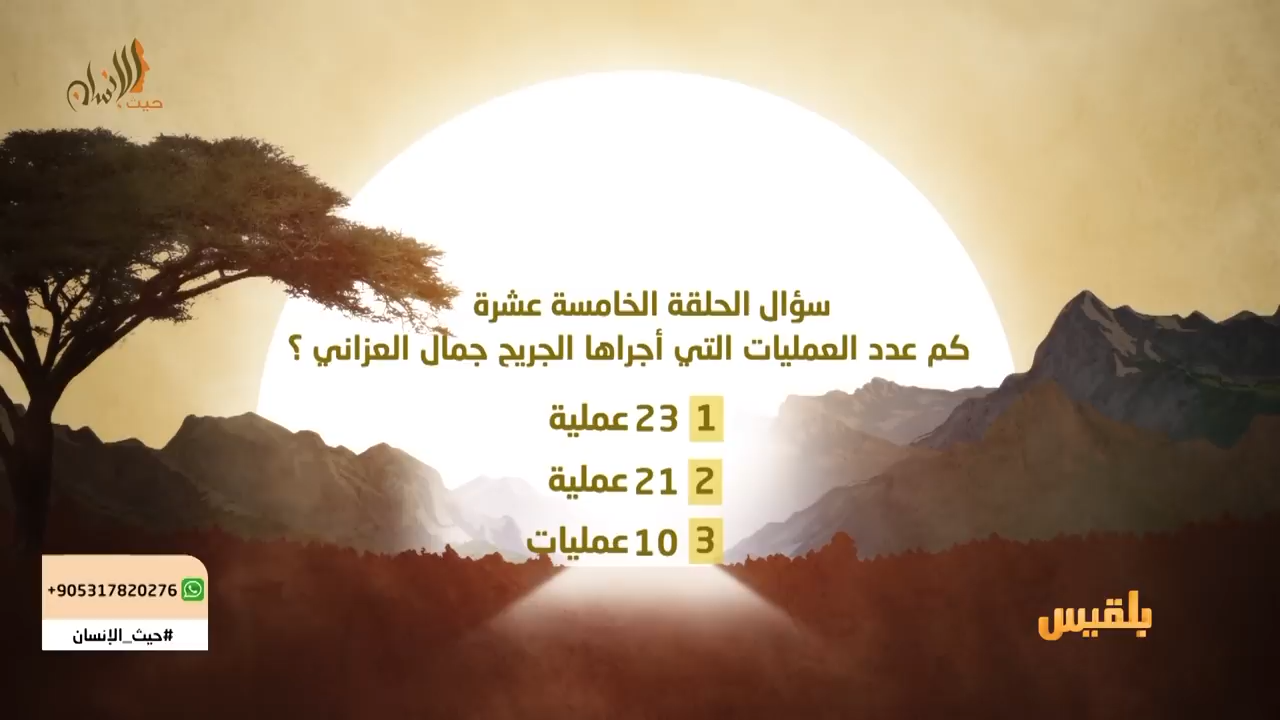 حيث الإنسان
سؤال الحلقة الخامسة عشرة
كم عدد العمليات التي أجراها الجريح جمال العزاني ؟
1 23 عملية
2 21 عملية
3 10 عمليات
+905317820276
#حيث_الإنسان
بلقيس